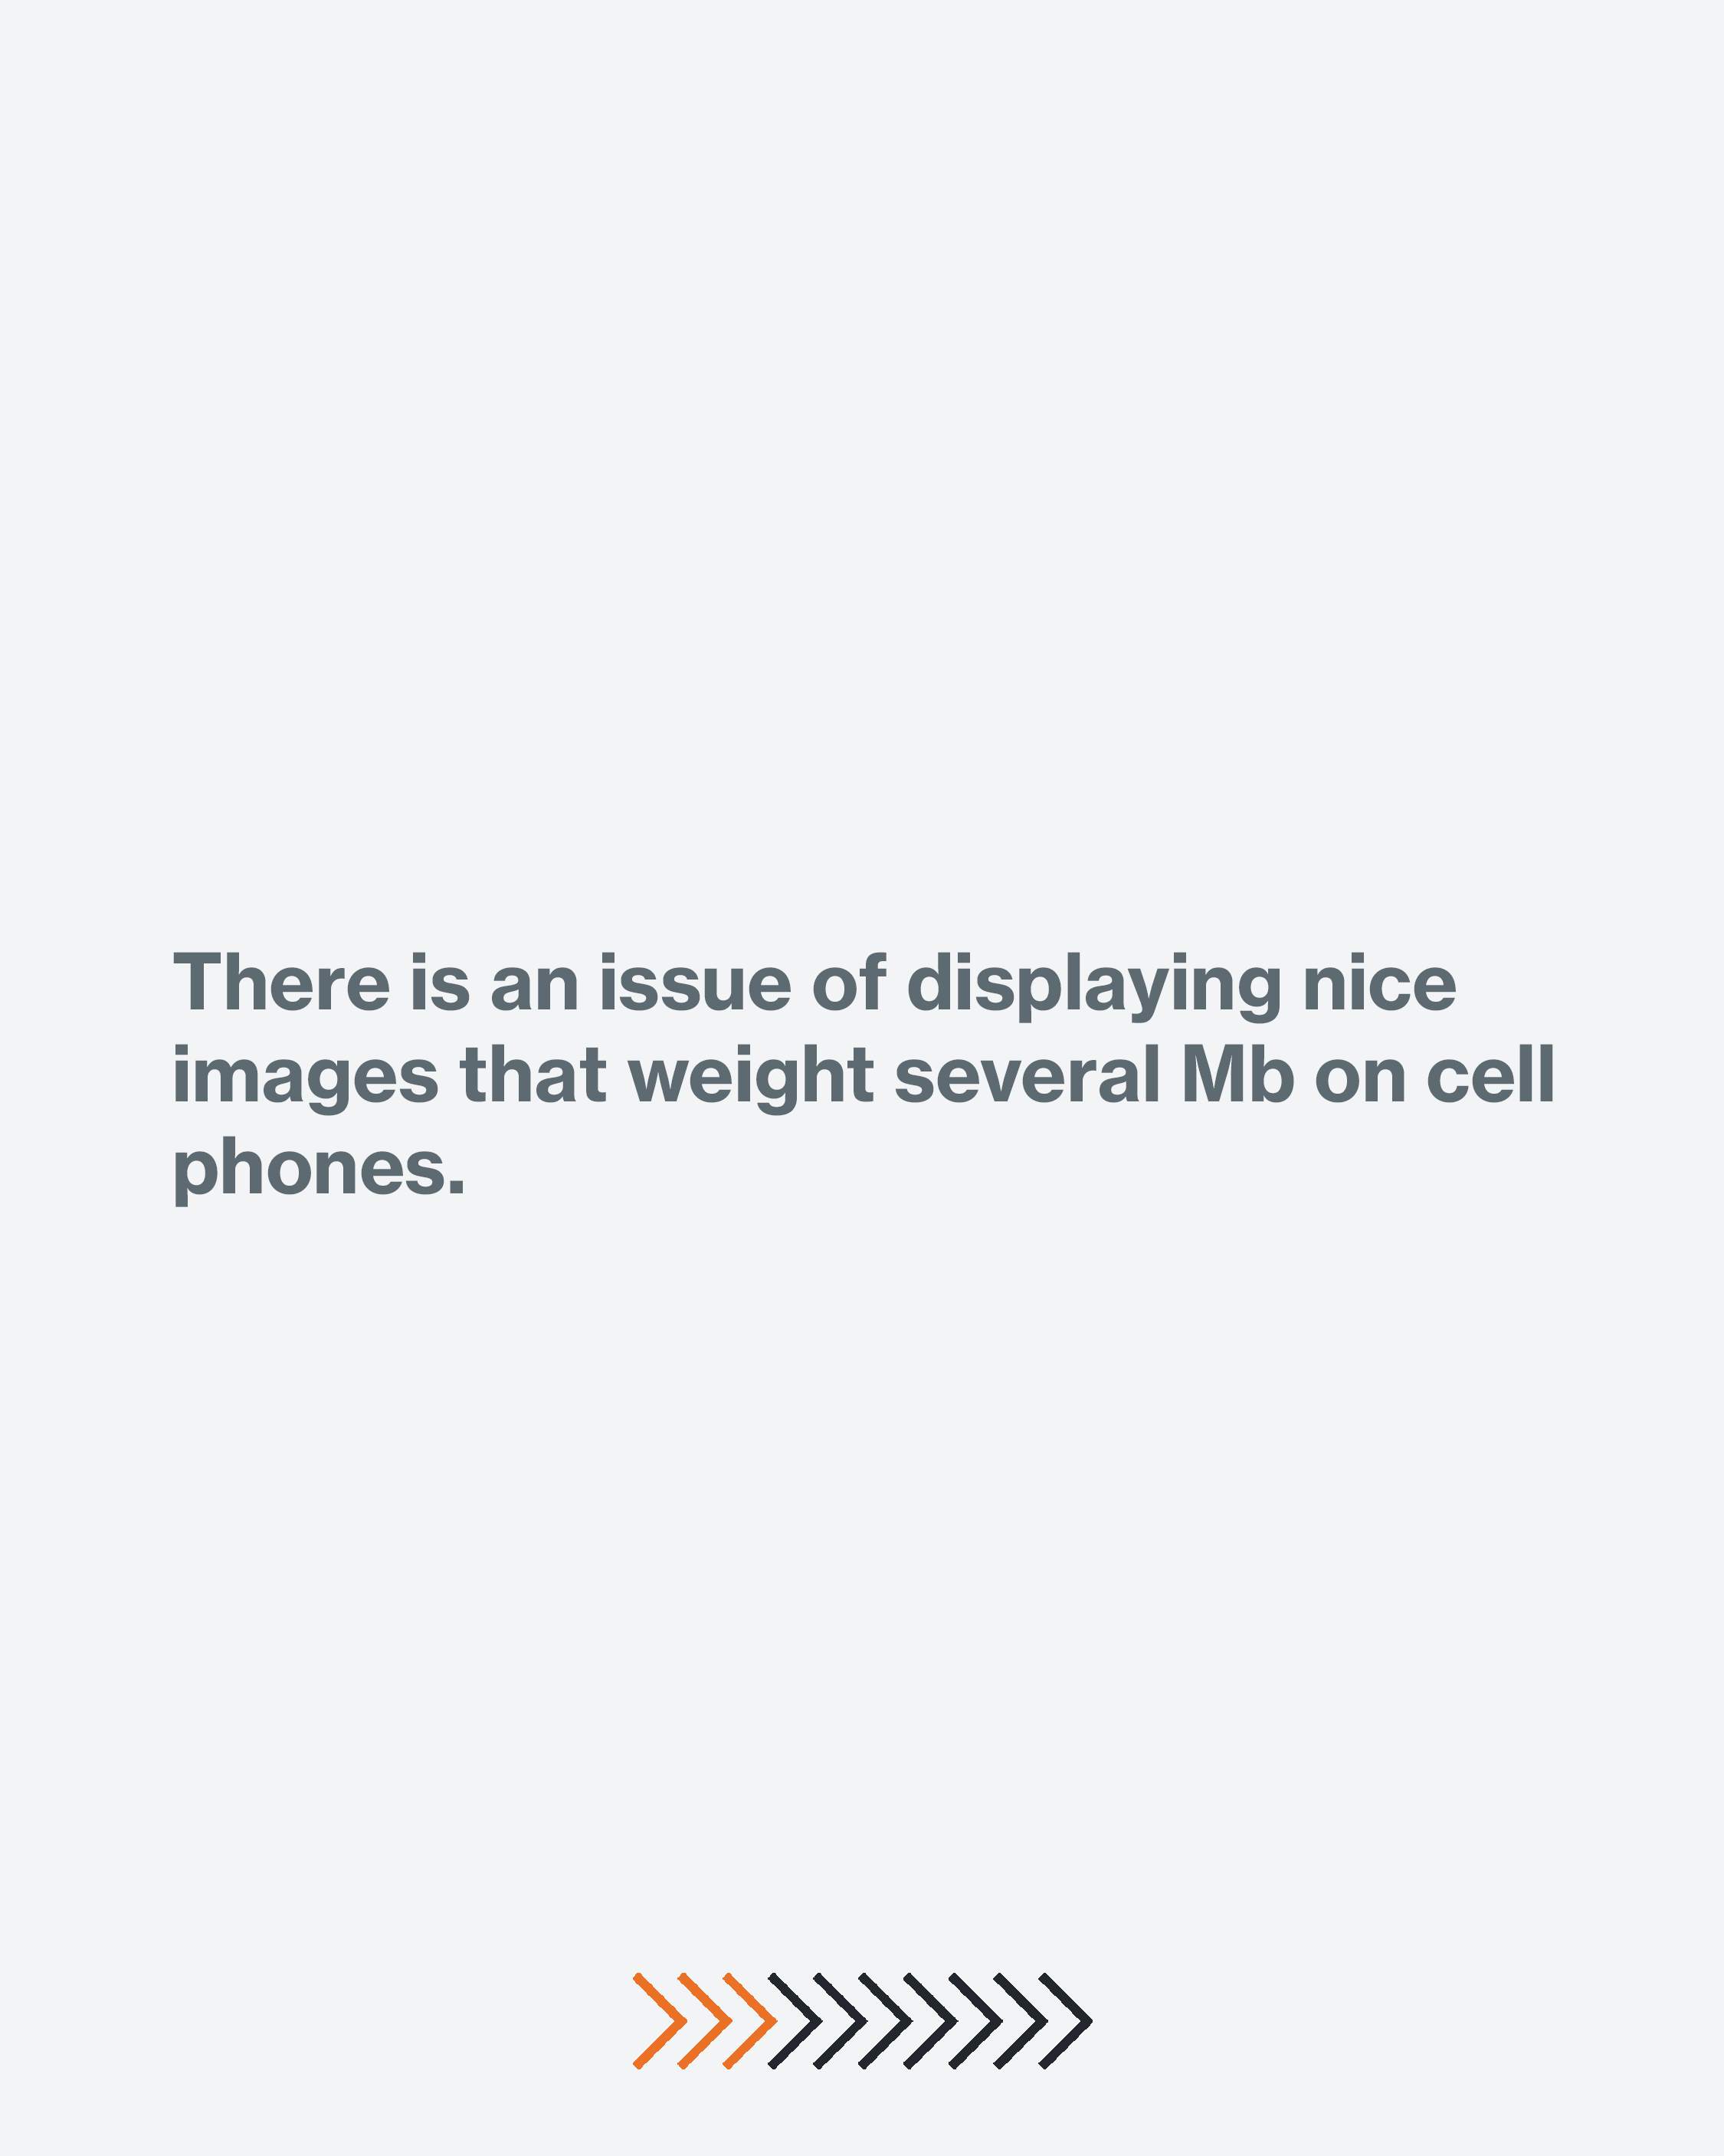 There is an issue of displaying nice
images that weight several Mb on cell
phones.